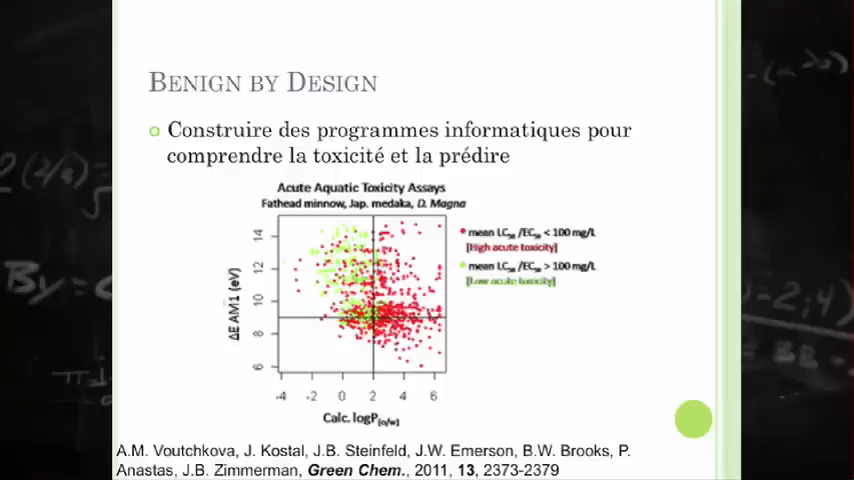 BENIGN BY DESIGN
Construire des programmes informatiques pour
comprendre la toxicité et la prédire
Acute Aquatic Toxicity Assays
Fathead minnow, Jap. medaka, D. Magna
mean LC50 /EC50 < 100 mg/L
[High acute toxicity]
mean LC50 /EC50 > 100 mg/L
[Low acute toxicity]
ΔE AM1 (eV)
14
12
10
8
6
-4 -2 0 2 4 6
Calc. logP(o/w)
A.M. Voutchkova, J. Kostal, J.B. Steinfeld, J.W. Emerson, B.W. Brooks, P.
Anastas, J.B. Zimmerman, Green Chem., 2011, 13, 2373-2379
By =